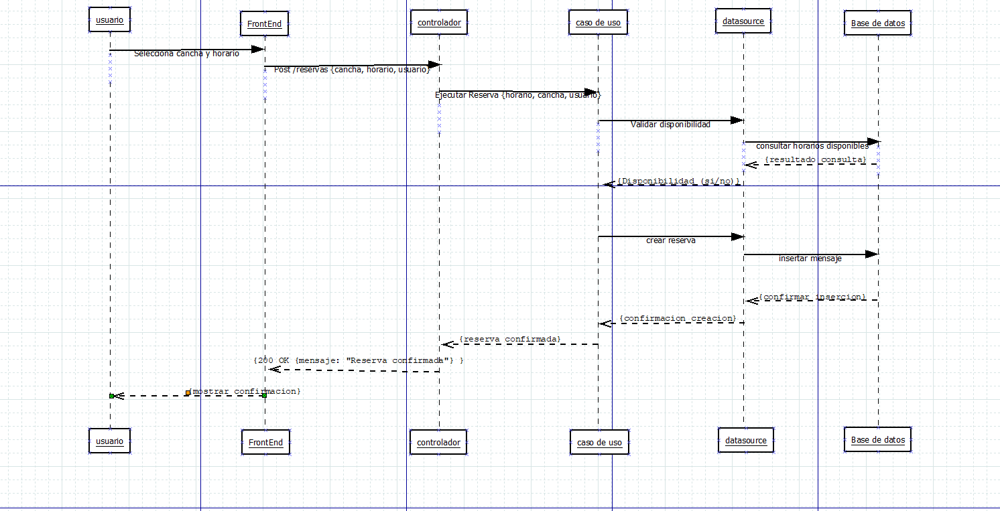 usuario
FrontEnd
controlador
caso de uso
datasource
Base de datos
Selecciona cancha y horario
Post /reservas {cancha, horario, usuario}
Ejecutar Reserva {horario, cancha, usuario}
Validar disponibilidad
consultar horarios disponibles
{resultado consulta}
{Disponibilidad (si/no)}
crear reserva
insertar mensaje
{confirmar insercion}
{confirmacion creacion}
{reserva confirmada}
{200 OK {mensaje: "Reserva confirmada"} }
{mostrar confirmacion}
usuario
FrontEnd
controlador
caso de uso
datasource
Base de datos